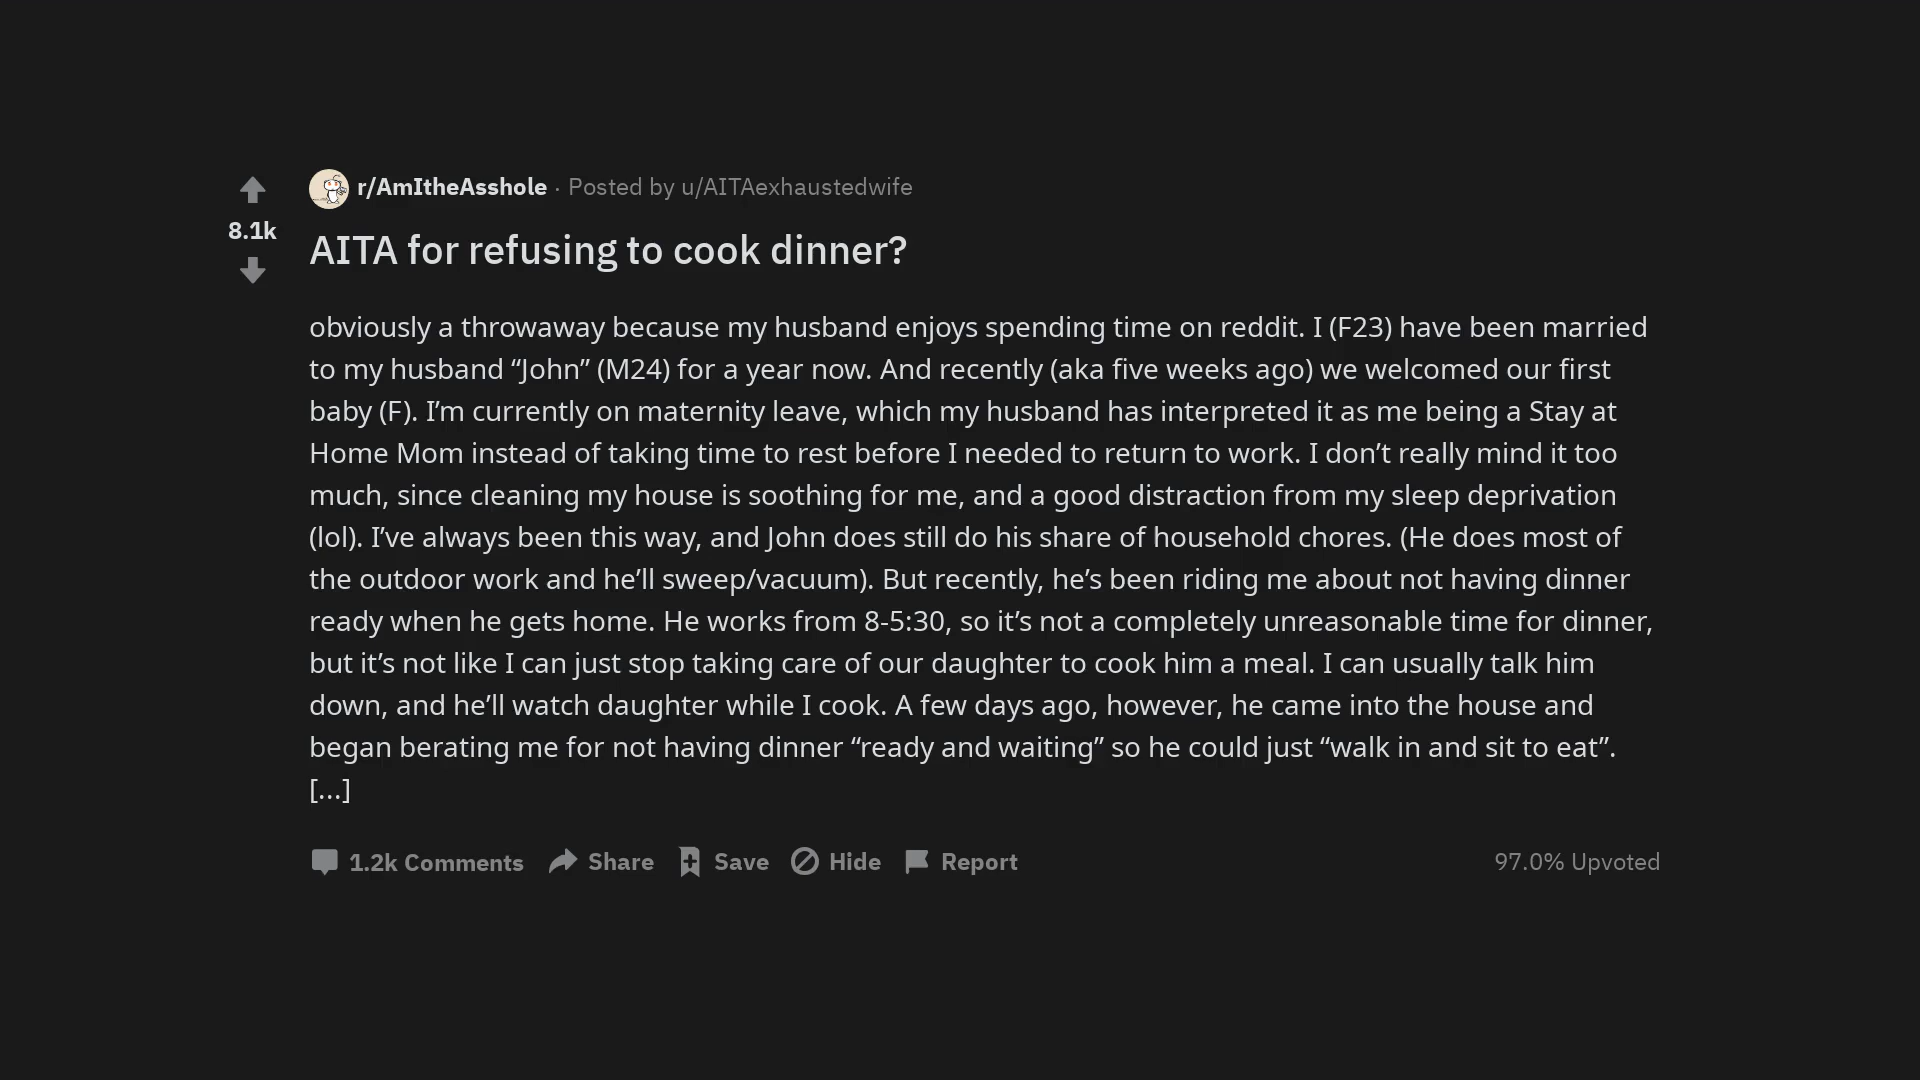 r/AmItheAsshole · Posted by u/AITAexhaustedwife
8.1k
AITA for refusing to cook dinner?
obviously a throwaway because my husband enjoys spending time on reddit. I (F23) have been married
to my husband “John” (M24) for a year now. And recently (aka five weeks ago) we welcomed our first
baby (F). I’m currently on maternity leave, which my husband has interpreted it as me being a Stay at
Home Mom instead of taking time to rest before I needed to return to work. I don’t really mind it too
much, since cleaning my house is soothing for me, and a good distraction from my sleep deprivation
(lol). I’ve always been this way, and John does still do his share of household chores. (He does most of
the outdoor work and he’ll sweep/vacuum). But recently, he’s been riding me about not having dinner
ready when he gets home. He works from 8-5:30, so it’s not a completely unreasonable time for dinner,
but it’s not like I can just stop taking care of our daughter to cook him a meal. I can usually talk him
down, and he’ll watch daughter while I cook. A few days ago, however, he came into the house and
began berating me for not having dinner “ready and waiting” so he could just “walk in and sit to eat”.
[...]
1.2k Comments Share Save Hide Report 97.0% Upvoted